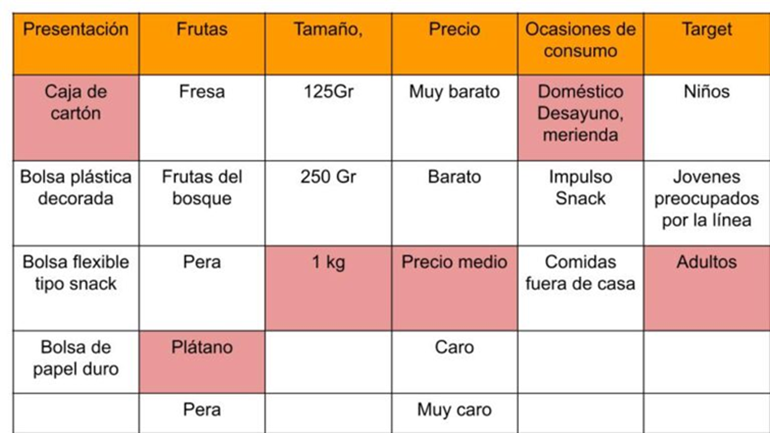 Presentación Frutas Tamaño, Precio Ocasiones de consumo Target
Caja de cartón Fresa 125Gr Muy barato Doméstico Desayuno, merienda Niños
Bolsa plástica decorada Frutas del bosque 250 Gr Barato Impulso Snack Jovenes preocupados por la línea
Bolsa flexible tipo snack Pera 1 kg Precio medio Comidas fuera de casa Adultos
Bolsa de papel duro Plátano Caro
Pera Muy caro